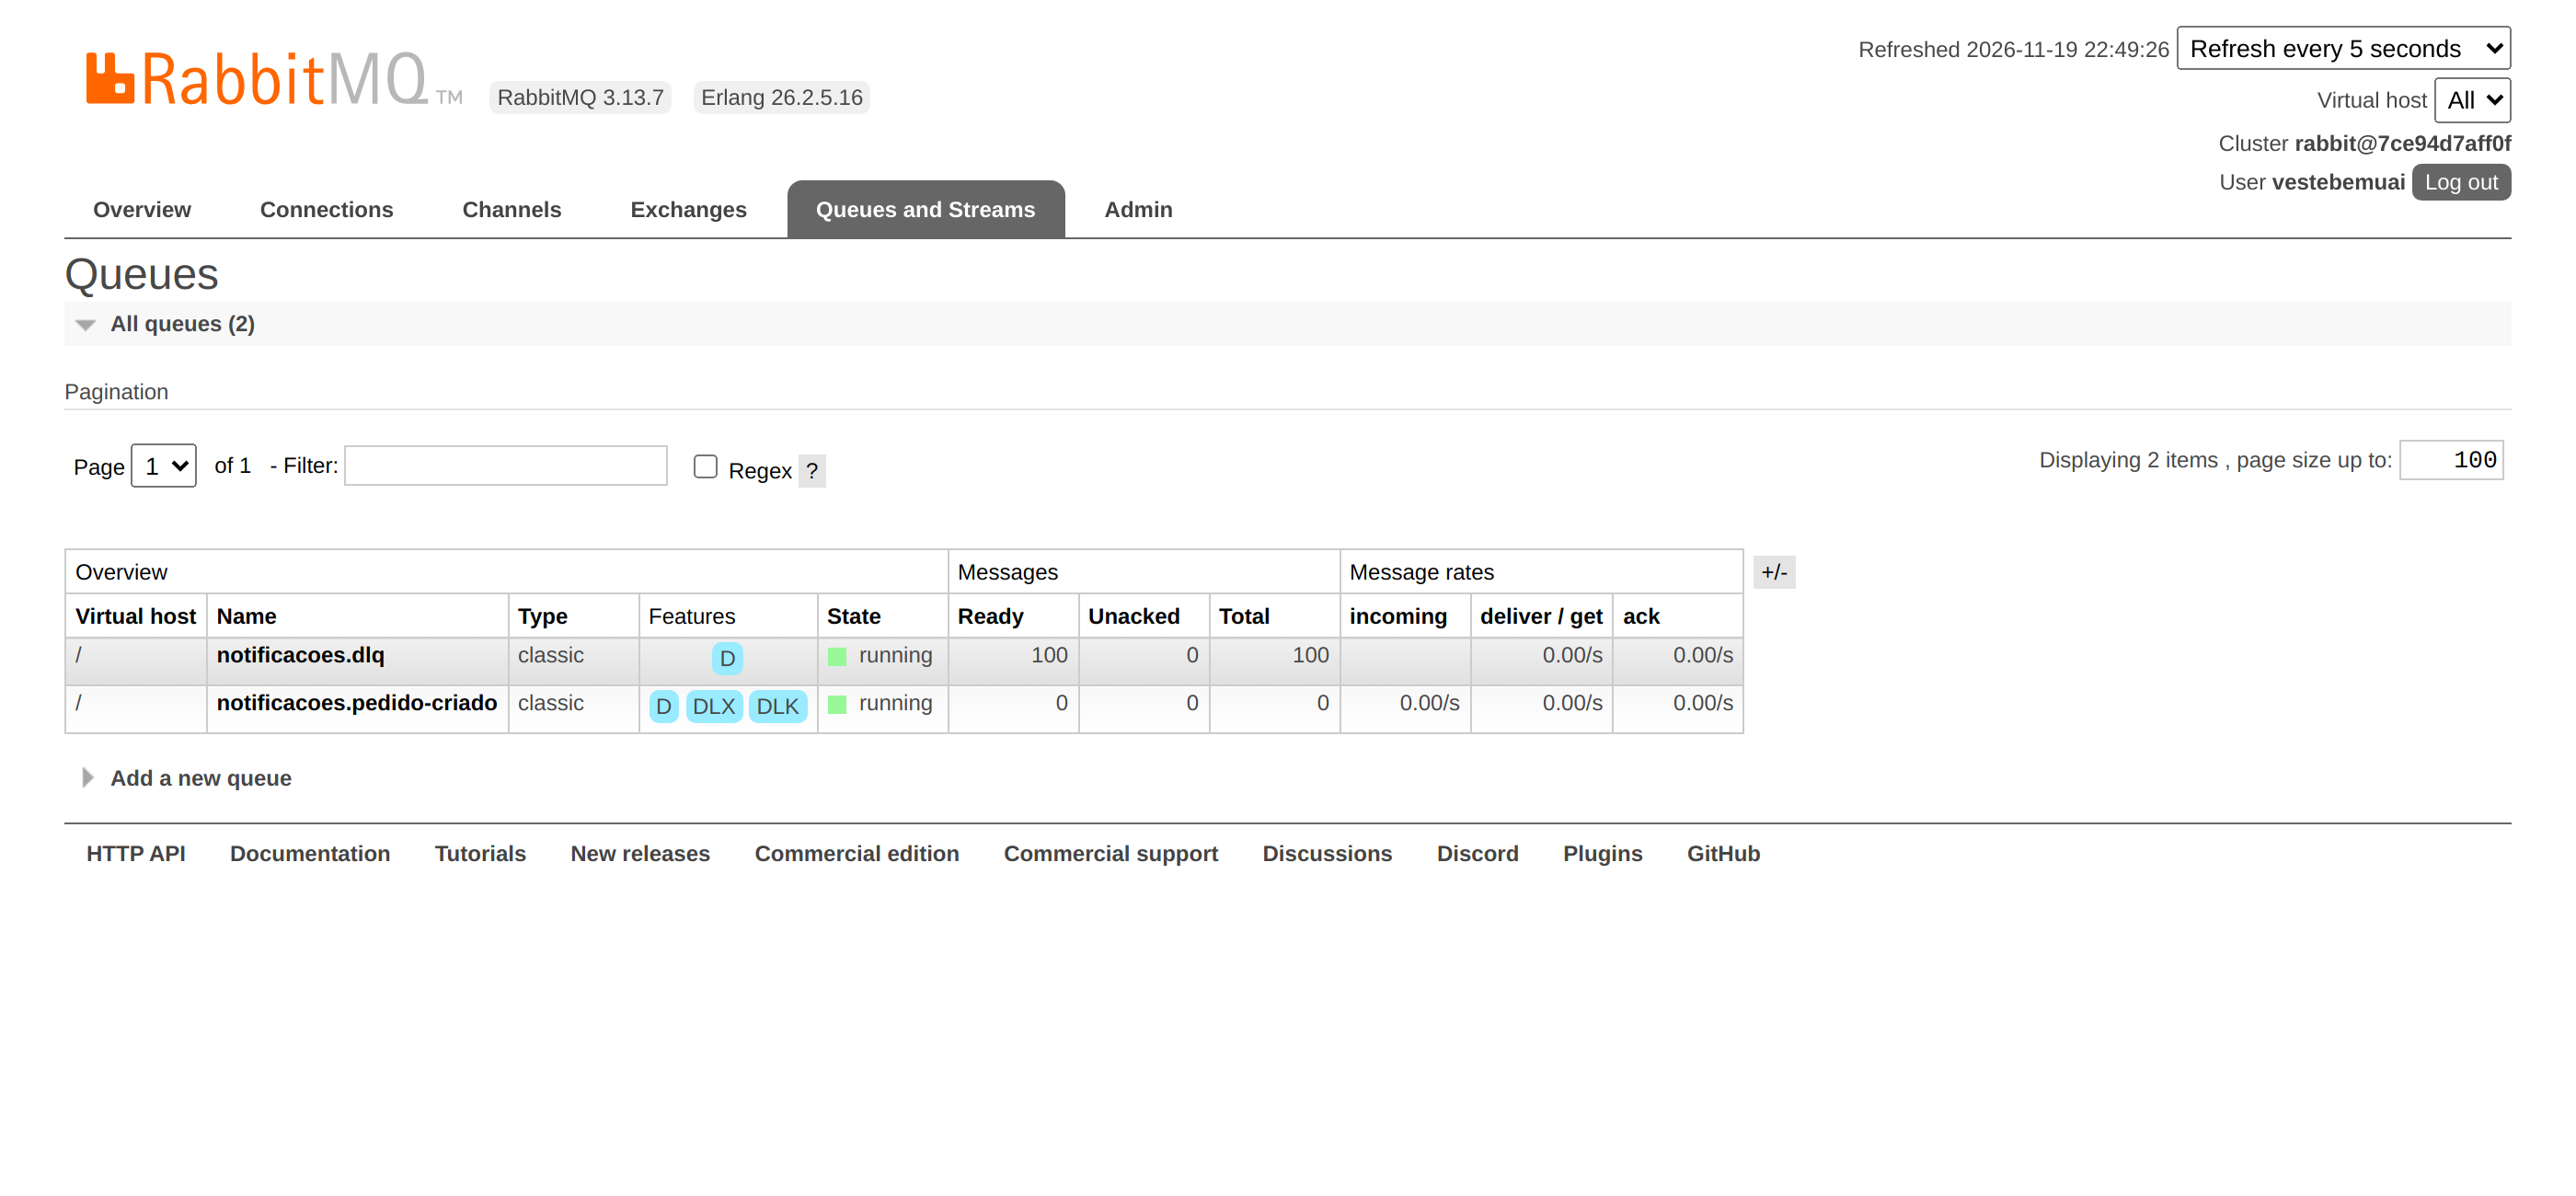 RabbitMQ TM RabbitMQ 3.13.7 Erlang 26.2.5.16
Refreshed 2026-11-19 22:49:26 Refresh every 5 seconds
Virtual host All
Cluster rabbit@7ce94d7aff0f
User vestebemuai Log out
Overview Connections Channels Exchanges Queues and Streams Admin
Queues
All queues (2)
Pagination
Page 1 of 1 - Filter: Regex ? Displaying 2 items , page size up to: 100
Overview Messages Message rates +/-
Virtual host Name Type Features State Ready Unacked Total incoming deliver / get ack
/ notificacoes.dlq classic D running 100 0 100 0.00/s 0.00/s
/ notificacoes.pedido-criado classic D DLX DLK running 0 0 0 0.00/s 0.00/s 0.00/s
Add a new queue
HTTP API Documentation Tutorials New releases Commercial edition Commercial support Discussions Discord Plugins GitHub